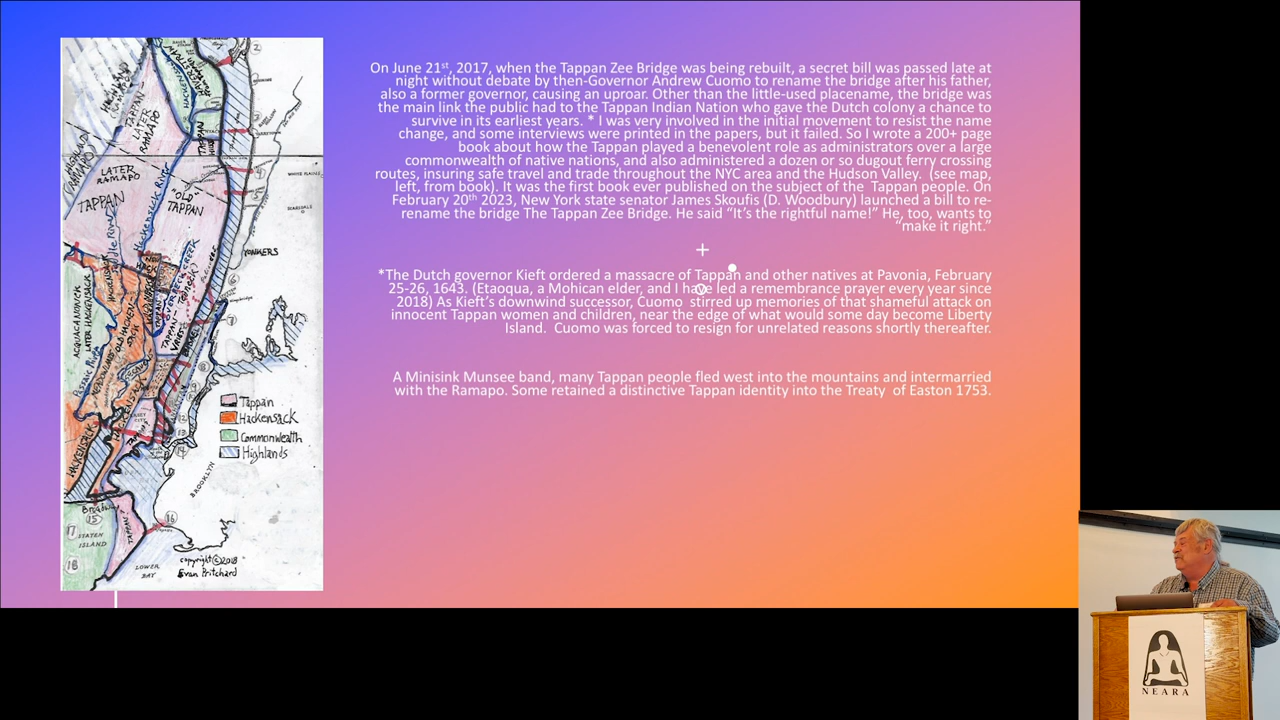 On June 21st, 2017, when the Tappan Zee Bridge was being rebuilt, a secret bill was passed late at
night without debate by then-Governor Andrew Cuomo to rename the bridge after his father,
also a former governor, causing an uproar. Other than the little-used placename, the bridge was
the main link the public had to the Tappan Indian Nation who gave the Dutch colony a chance to
survive in its earliest years. * I was very involved in the initial movement to resist the name
change, and some interviews were printed in the papers, but it failed. So I wrote a 200+ page
book about how the Tappan played a benevolent role as administrators over a large
commonwealth of native nations, and also administered a dozen or so dugout ferry crossing
routes, insuring safe travel and trade throughout the NYC area and the Hudson Valley. (see map,
left, from book). It was the first book ever published on the subject of the Tappan people. On
February 20th 2023, New York state senator James Skoufis (D. Woodbury) launched a bill to re-
rename the bridge The Tappan Zee Bridge. He said “It’s the rightful name!” He, too, wants to
“make it right.”
*The Dutch governor Kieft ordered a massacre of Tappan and other natives at Pavonia, February
25-26, 1643. (Etaoqua, a Mohican elder, and I have led a remembrance prayer every year since
2018) As Kieft’s downwind successor, Cuomo stirred up memories of that shameful attack on
innocent Tappan women and children, near the edge of what would some day become Liberty
Island. Cuomo was forced to resign for unrelated reasons shortly thereafter.
A Minisink Munsee band, many Tappan people fled west into the mountains and intermarried
with the Ramapo. Some retained a distinctive Tappan identity into the Treaty of Easton 1753.
LATER
RAMAPO
TAPPAN
OLD
TAPPAN
Hackensack River
YONKERS
ACQUACANONCK
LATER HACKENSACK
Passaic River
OLD HACKENSACK
HACKENSACK
Tappan
Hackensack
Commonwealth
Highlands
BROOKLYN
15
16
17
STATEN
ISLAND
18
LOWER
BAY
copyright©2018
Evan Pritchard
NEARA